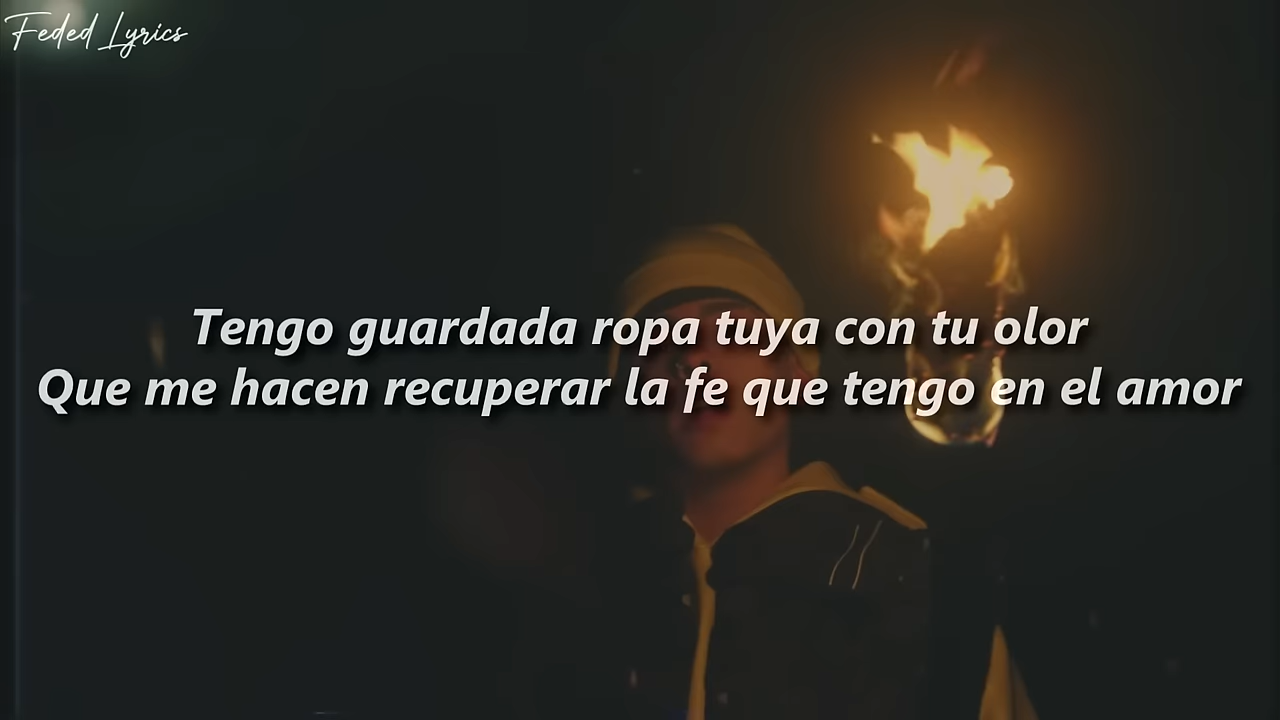 Feded Lyrics
Tengo guardada ropa tuya con tu olor
Que me hacen recuperar la fe que tengo en el amor